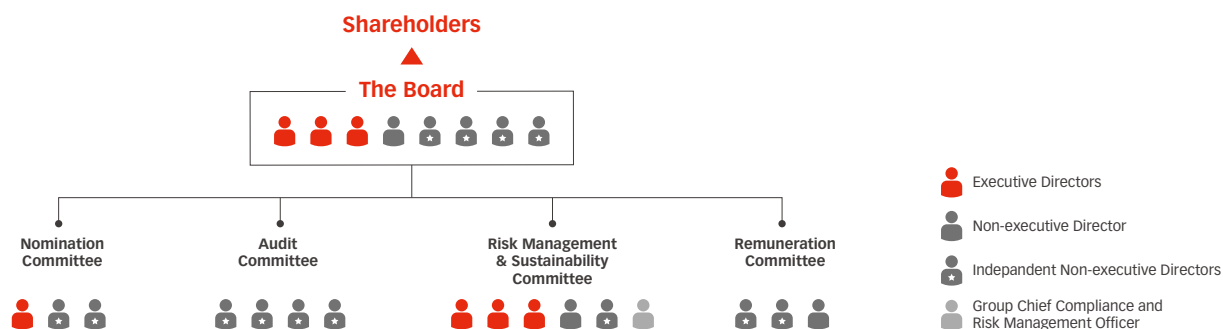 Shareholders
The Board
Nomination
Committee
Audit
Committee
Risk Management
& Sustainability
Committee
Remuneration
Committee
Executive Directors
Non-executive Director
Indepandent Non-executive Directors
Group Chief Compliance and
Risk Management Officer